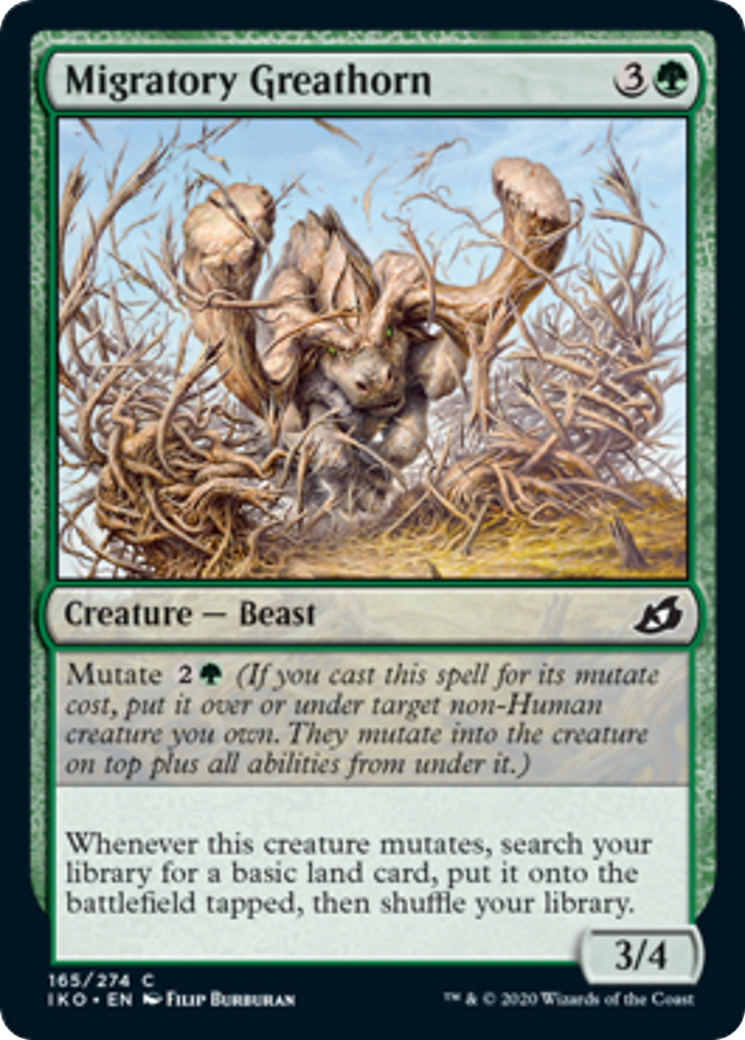 Migratory Greathorn 3
Creature — Beast
Mutate 2 (If you cast this spell for its mutate
cost, put it over or under target non-Human
creature you own. They mutate into the creature
on top plus all abilities from under it.)
Whenever this creature mutates, search your
library for a basic land card, put it onto the
battlefield tapped, then shuffle your library.
3/4
165/274 C
IKO • EN Filip Burburan ™ & © 2020 Wizards of the Coast